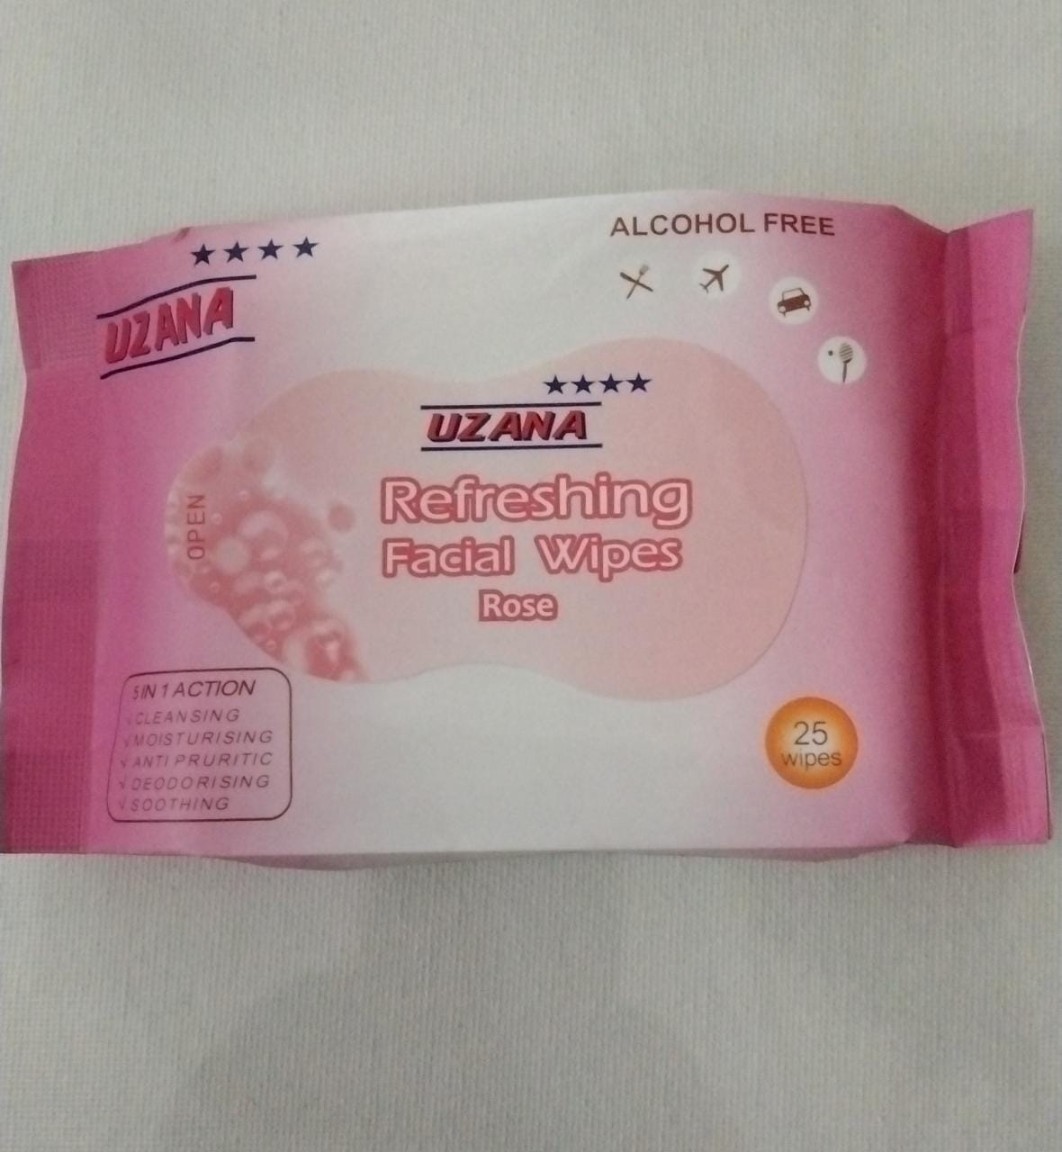 ALCOHOL FREE
UZANA
UZANA
Refreshing
Facial Wipes
Rose
OPEN
5 IN 1 ACTION
√ CLEANSING
√ MOISTURISING
√ ANTI PRURITIC
√ DEODORISING
√ SOOTHING
25
wipes